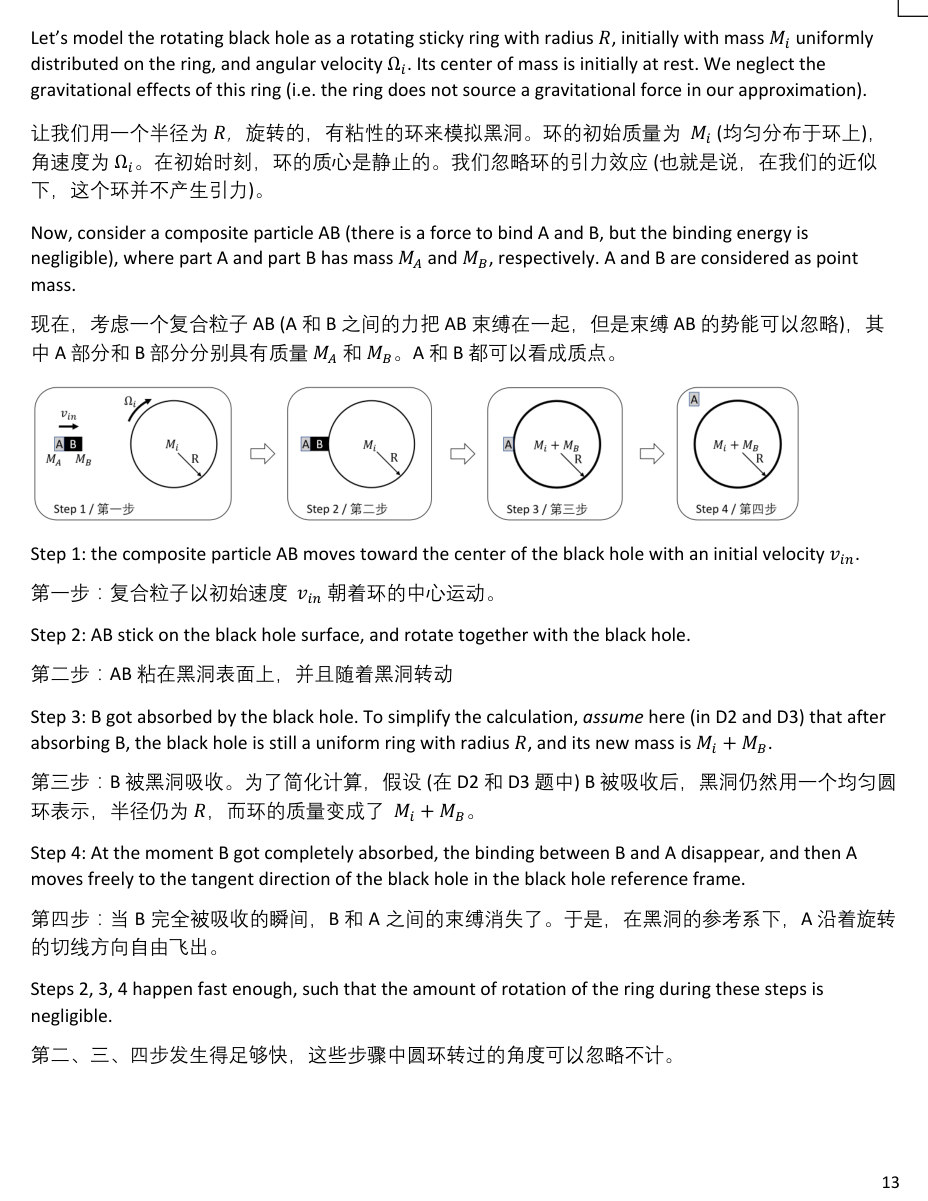 Let’s model the rotating black hole as a rotating sticky ring with radius R, initially with mass Mᵢ uniformly
distributed on the ring, and angular velocity Ωᵢ. Its center of mass is initially at rest. We neglect the
gravitational effects of this ring (i.e. the ring does not source a gravitational force in our approximation).
让我们用一个半径为 R，旋转的，有粘性的环来模拟黑洞。环的初始质量为 Mᵢ (均匀分布于环上)，
角速度为 Ωᵢ。在初始时刻，环的质心是静止的。我们忽略环的引力效应 (也就是说，在我们的近似
下，这个环并不产生引力)。
Now, consider a composite particle AB (there is a force to bind A and B, but the binding energy is
negligible), where part A and part B has mass M_A and M_B, respectively. A and B are considered as point
mass.
现在，考虑一个复合粒子 AB (A 和 B 之间的力把 AB 束缚在一起，但是束缚 AB 的势能可以忽略)，其
中 A 部分和 B 部分分别具有质量 M_A 和 M_B。A 和 B 都可以看成质点。
v_in
Ωᵢ
A B
M_A M_B
Mᵢ
R
Step 1 / 第一步
A B
Mᵢ
R
Step 2 / 第二步
A
Mᵢ + M_B
R
Step 3 / 第三步
A
Mᵢ + M_B
R
Step 4 / 第四步
Step 1: the composite particle AB moves toward the center of the black hole with an initial velocity v_in.
第一步：复合粒子以初始速度 v_in 朝着环的中心运动。
Step 2: AB stick on the black hole surface, and rotate together with the black hole.
第二步：AB 粘在黑洞表面上，并且随着黑洞转动
Step 3: B got absorbed by the black hole. To simplify the calculation, assume here (in D2 and D3) that after
absorbing B, the black hole is still a uniform ring with radius R, and its new mass is Mᵢ + M_B.
第三步：B 被黑洞吸收。为了简化计算，假设 (在 D2 和 D3 题中) B 被吸收后，黑洞仍然用一个均匀圆
环表示，半径仍为 R，而环的质量变成了 Mᵢ + M_B。
Step 4: At the moment B got completely absorbed, the binding between B and A disappear, and then A
moves freely to the tangent direction of the black hole in the black hole reference frame.
第四步：当 B 完全被吸收的瞬间，B 和 A 之间的束缚消失了。于是，在黑洞的参考系下，A 沿着旋转
的切线方向自由飞出。
Steps 2, 3, 4 happen fast enough, such that the amount of rotation of the ring during these steps is
negligible.
第二、三、四步发生得足够快，这些步骤中圆环转过的角度可以忽略不计。
13